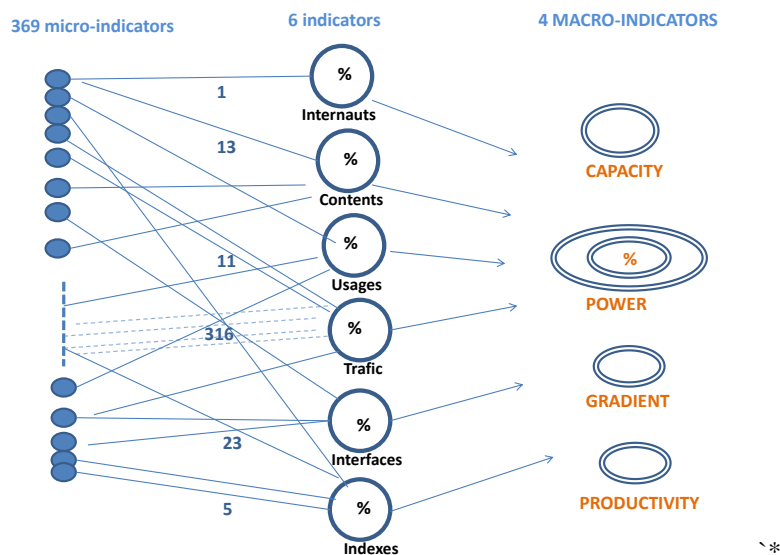 369 micro-indicators
6 indicators
4 MACRO-INDICATORS
%
1
Internauts
13
%
CAPACITY
Contents
%
11
Usages
%
POWER
316
%
Trafic
GRADIENT
%
23
Interfaces
%
PRODUCTIVITY
5
Indexes
`*